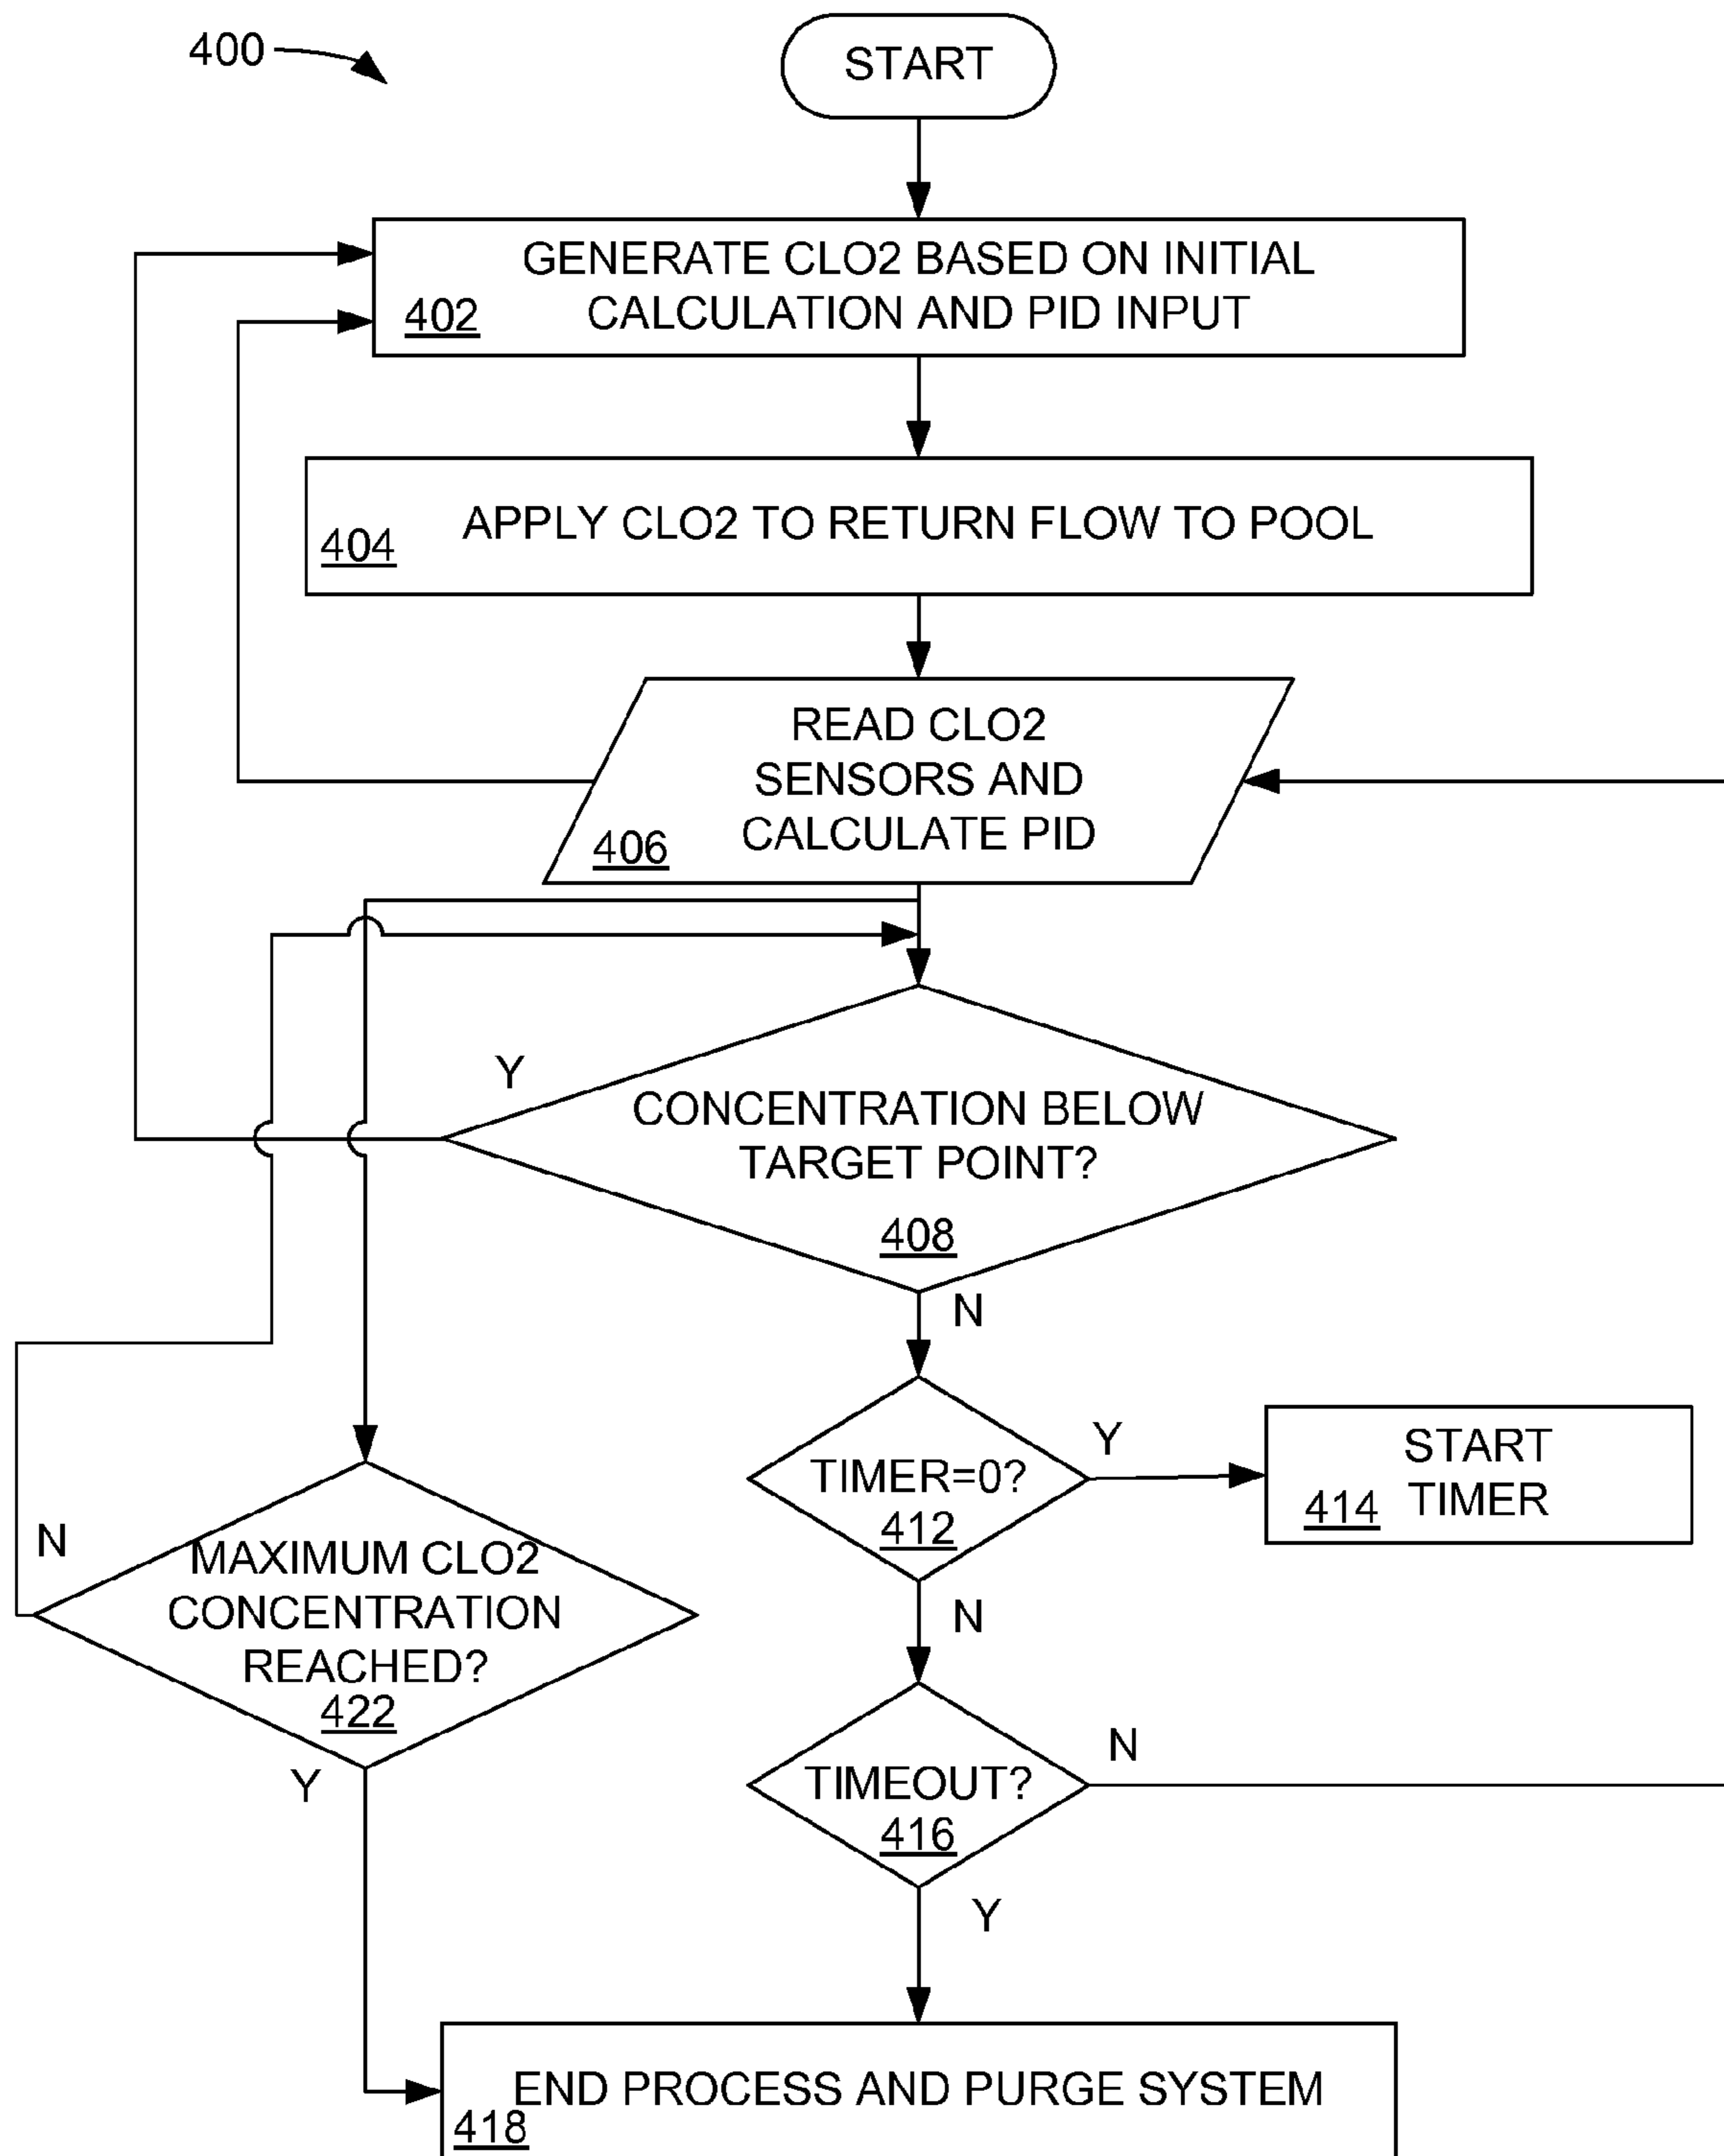 400
START
GENERATE CLO2 BASED ON INITIAL
CALCULATION AND PID INPUT
402
APPLY CLO2 TO RETURN FLOW TO POOL
404
READ CLO2
SENSORS AND
CALCULATE PID
406
Y
CONCENTRATION BELOW
TARGET POINT?
408
N
TIMER=0?
412
Y
START
TIMER
414
N
MAXIMUM CLO2
CONCENTRATION
REACHED?
422
N
Y
TIMEOUT?
416
N
Y
END PROCESS AND PURGE SYSTEM
418